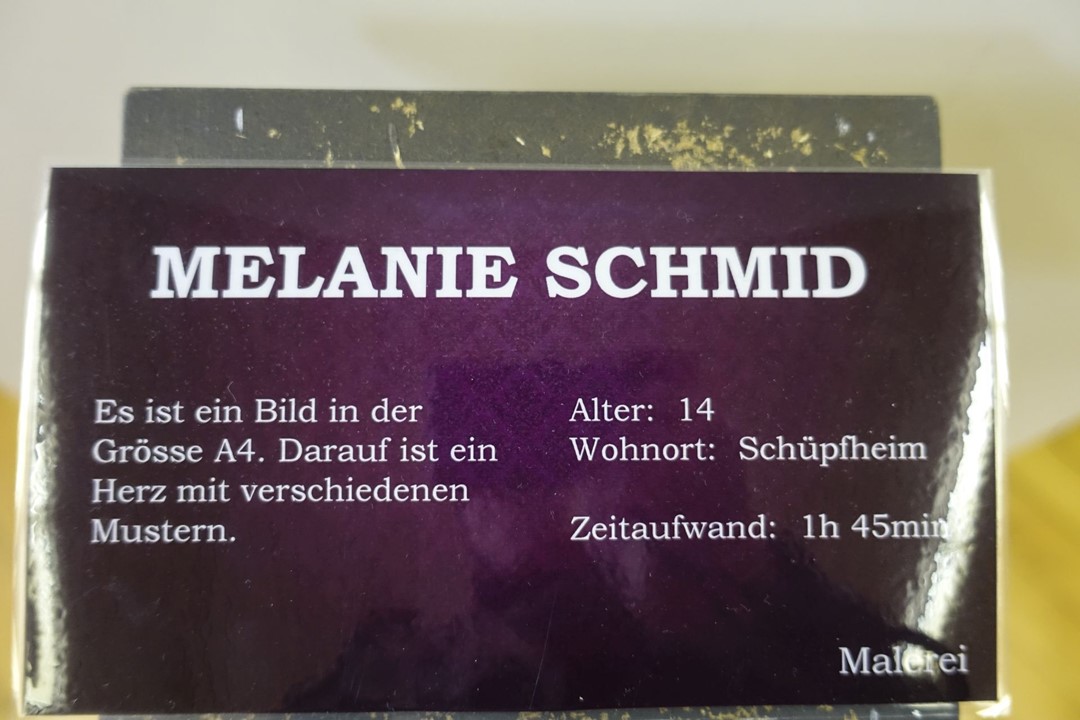 MELANIE SCHMID
Es ist ein Bild in der
Grösse A4. Darauf ist ein
Herz mit verschiedenen
Mustern.
Alter: 14
Wohnort: Schüpfheim
Zeitaufwand: 1h 45min
Malerei